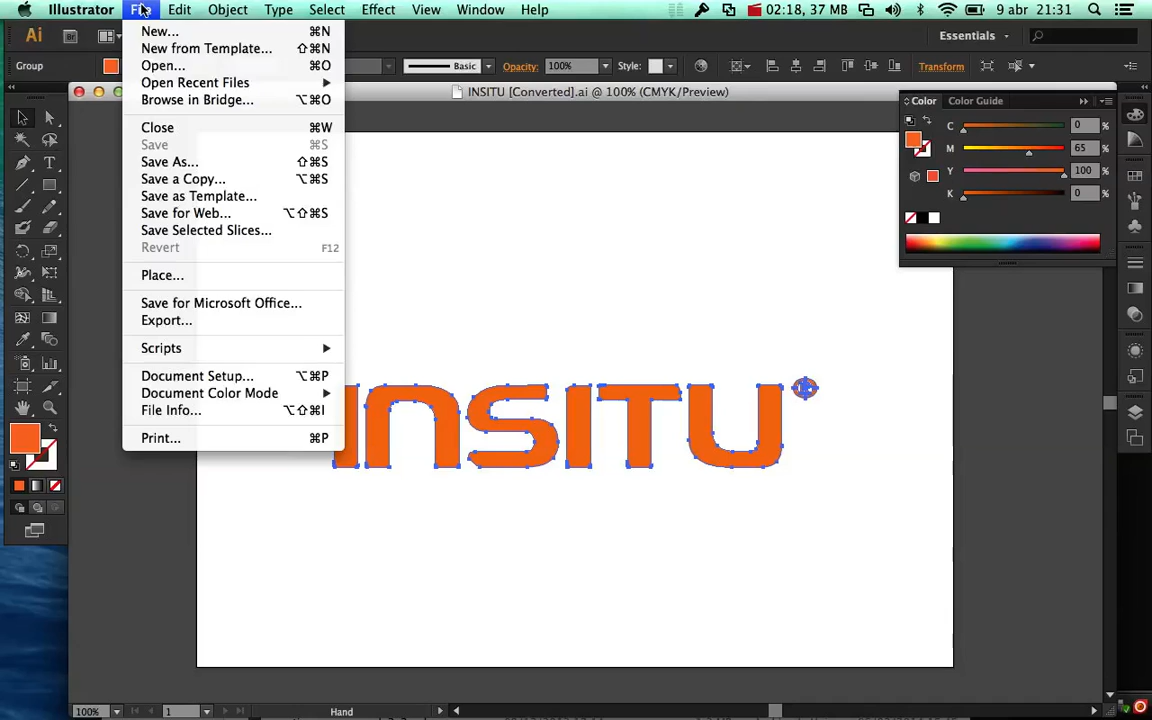 Illustrator File Edit Object Type Select Effect View Window Help 02:18, 37 MB 9 abr 21:31
Ai Br Essentials
Group Basic Opacity: 100% Style: Transform
INSITU [Converted].ai @ 100% (CMYK/Preview)
New... ⌘N
New from Template... ⇧⌘N
Open... ⌘O
Open Recent Files
Browse in Bridge... ⌥⌘O
Close ⌘W
Save ⌘S
Save As... ⇧⌘S
Save a Copy... ⌥⌘S
Save as Template...
Save for Web... ⌥⇧⌘S
Save Selected Slices...
Revert F12
Place...
Save for Microsoft Office...
Export...
Scripts
Document Setup... ⌥⌘P
Document Color Mode
File Info... ⌥⇧⌘I
Print... ⌘P
Color Color Guide
C 0 %
M 65 %
Y 100 %
K 0 %
INSITU
100% 1 Hand